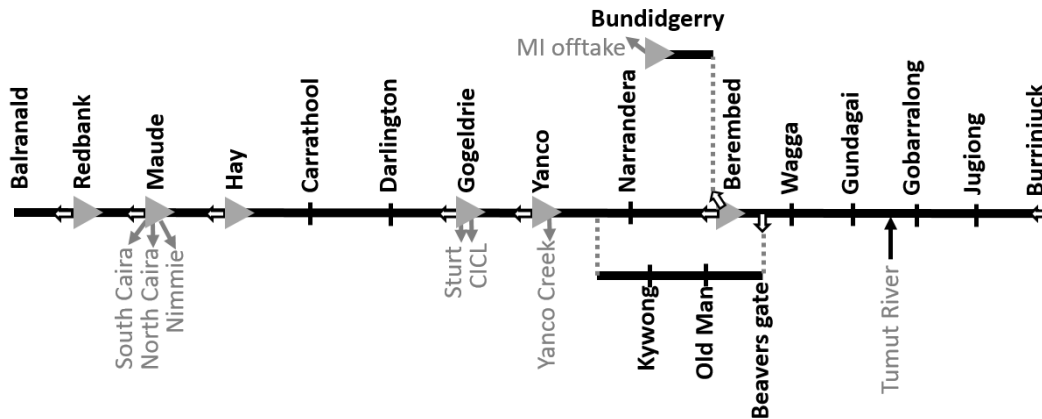 Bundidgerry
MI offtake
Balranald
Redbank
Maude
Hay
Carrathool
Darlington
Gogeldrie
Yanco
Narrandera
Berembed
Wagga
Gundagai
Gobarralong
Jugiong
Burrinjuck
South Caira
North Caira
Nimmie
Sturt
CICL
Yanco Creek
Kywong
Old Man
Beavers gate
Tumut River